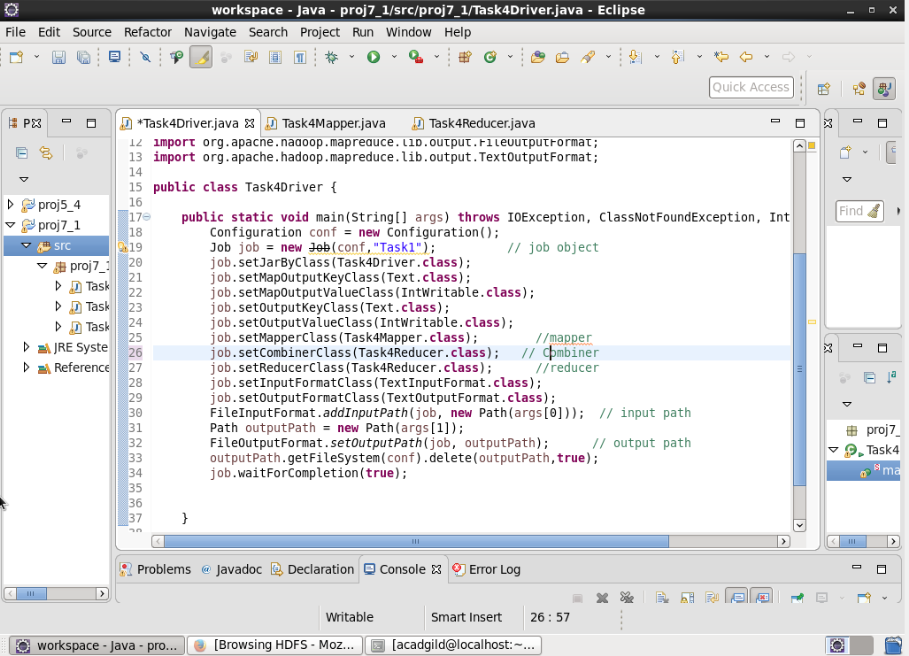 workspace - Java - proj7_1/src/proj7_1/Task4Driver.java - Eclipse
File Edit Source Refactor Navigate Search Project Run Window Help
Quick Access
P
*Task4Driver.java
Task4Mapper.java
Task4Reducer.java
proj5_4
proj7_1
src
proj7_1
Task
Task
Task
JRE Syste
Reference
12 import org.apache.hadoop.mapreduce.lib.output.FileOutputFormat;
13 import org.apache.hadoop.mapreduce.lib.output.TextOutputFormat;
14
15 public class Task4Driver {
16
17 public static void main(String[] args) throws IOException, ClassNotFoundException, Int
18 Configuration conf = new Configuration();
19 Job job = new Job(conf,"Task1"); // job object
20 job.setJarByClass(Task4Driver.class);
21 job.setMapOutputKeyClass(Text.class);
22 job.setMapOutputValueClass(IntWritable.class);
23 job.setOutputKeyClass(Text.class);
24 job.setOutputValueClass(IntWritable.class);
25 job.setMapperClass(Task4Mapper.class); //mapper
26 job.setCombinerClass(Task4Reducer.class); // Combiner
27 job.setReducerClass(Task4Reducer.class); //reducer
28 job.setInputFormatClass(TextInputFormat.class);
29 job.setOutputFormatClass(TextOutputFormat.class);
30 FileInputFormat.addInputPath(job, new Path(args[0])); // input path
31 Path outputPath = new Path(args[1]);
32 FileOutputFormat.setOutputPath(job, outputPath); // output path
33 outputPath.getFileSystem(conf).delete(outputPath,true);
34 job.waitForCompletion(true);
35
36
37 }
Find
proj7_
Task4
ma
Problems
@ Javadoc
Declaration
Console
Error Log
Writable
Smart Insert
26 : 57
workspace - Java - pro...
[Browsing HDFS - Moz...
[acadgild@localhost:~...